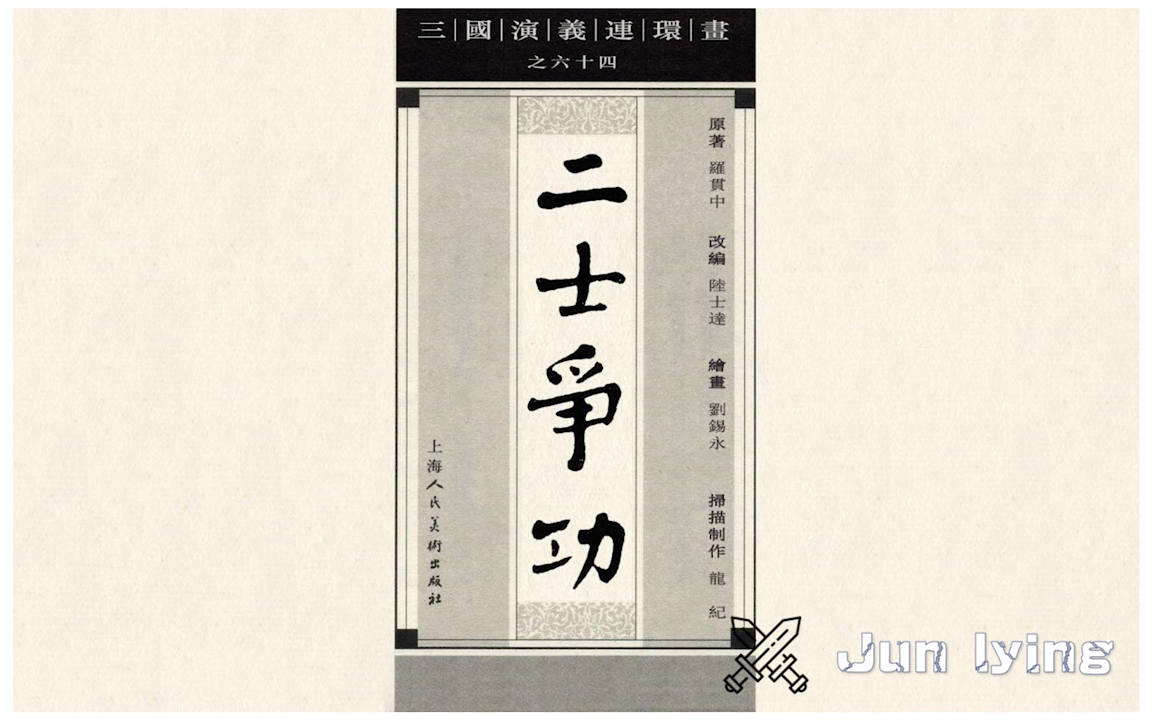 三國演義連環畫
之六十四
原著 羅貫中 改編 陸士達 繪畫 劉錫永 掃描制作 龍紀
二士爭功
上海人民美術出版社
Jun lying